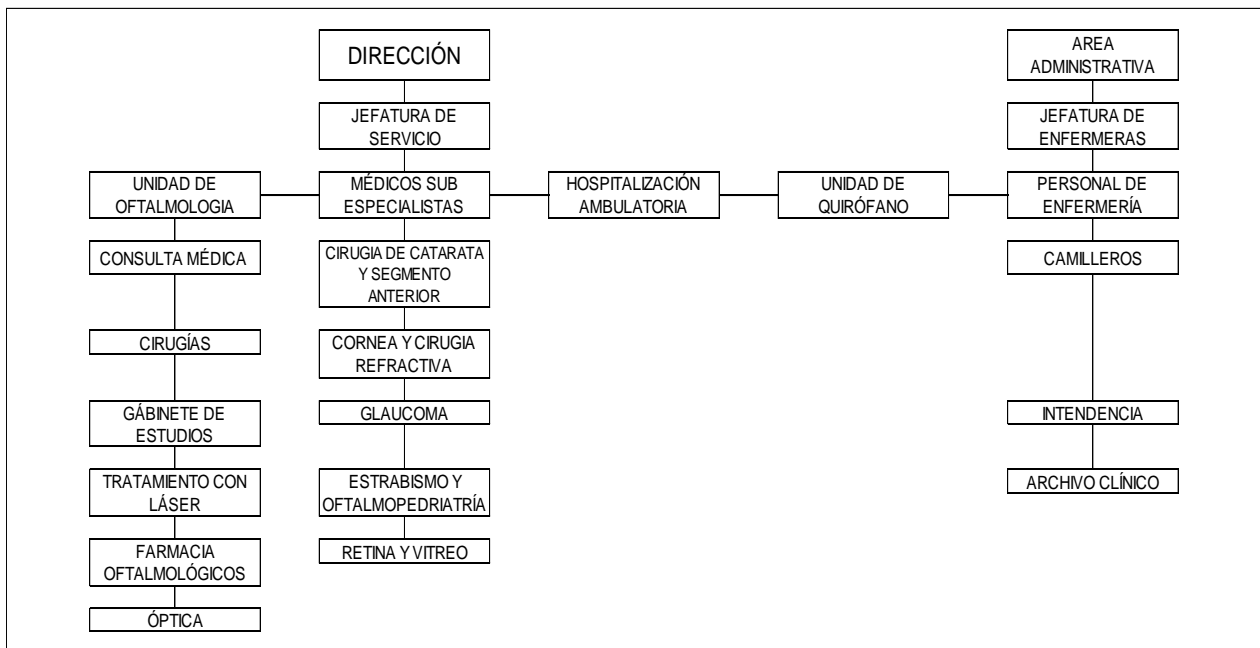 DIRECCIÓN
AREA
ADMINISTRATIVA
JEFATURA DE
SERVICIO
JEFATURA DE
ENFERMERAS
UNIDAD DE
OFTALMOLOGIA
MÉDICOS SUB
ESPECIALISTAS
HOSPITALIZACIÓN
AMBULATORIA
UNIDAD DE
QUIRÓFANO
PERSONAL DE
ENFERMERÍA
CONSULTA MÉDICA
CIRUGIA DE CATARATA
Y SEGMENTO
ANTERIOR
CAMILLEROS
CIRUGÍAS
CORNEA Y CIRUGIA
REFRACTIVA
GÁBINETE DE
ESTUDIOS
GLAUCOMA
INTENDENCIA
TRATAMIENTO CON
LÁSER
ESTRABISMO Y
OFTALMOPEDRIATRÍA
ARCHIVO CLÍNICO
FARMACIA
OFTALMOLÓGICOS
RETINA Y VITREO
ÓPTICA